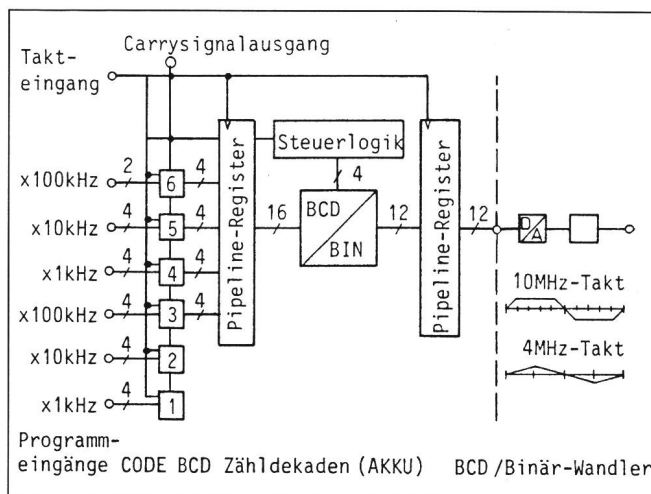 Carrysignalausgang
Takt-
eingang
Steuerlogik
Pipeline-Register
Pipeline-Register
x100kHz 2 6 4
4
x10kHz 4 5 4 16 BCD 12 12 D
BIN A
x1kHz 4 4 4
10MHz-Takt
x100kHz 4 3 4
x10kHz 4 2
4MHz-Takt
x1kHz 4 1
Programm-
eingänge CODE BCD Zähldekaden (AKKU) BCD/Binär-Wandler